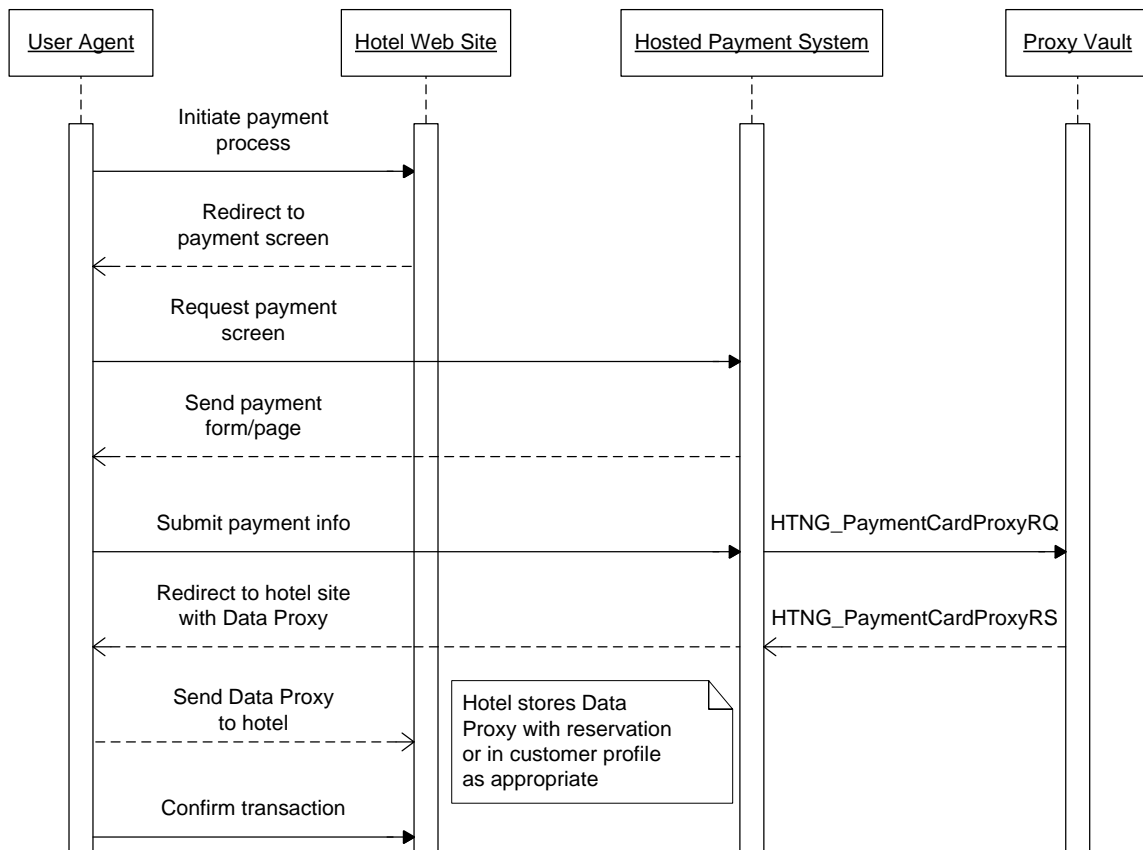 User Agent
Hotel Web Site
Hosted Payment System
Proxy Vault
Initiate payment
process
Redirect to
payment screen
Request payment
screen
Send payment
form/page
Submit payment info
HTNG_PaymentCardProxyRQ
Redirect to hotel site
with Data Proxy
HTNG_PaymentCardProxyRS
Send Data Proxy
to hotel
Hotel stores Data
Proxy with reservation
or in customer profile
as appropriate
Confirm transaction